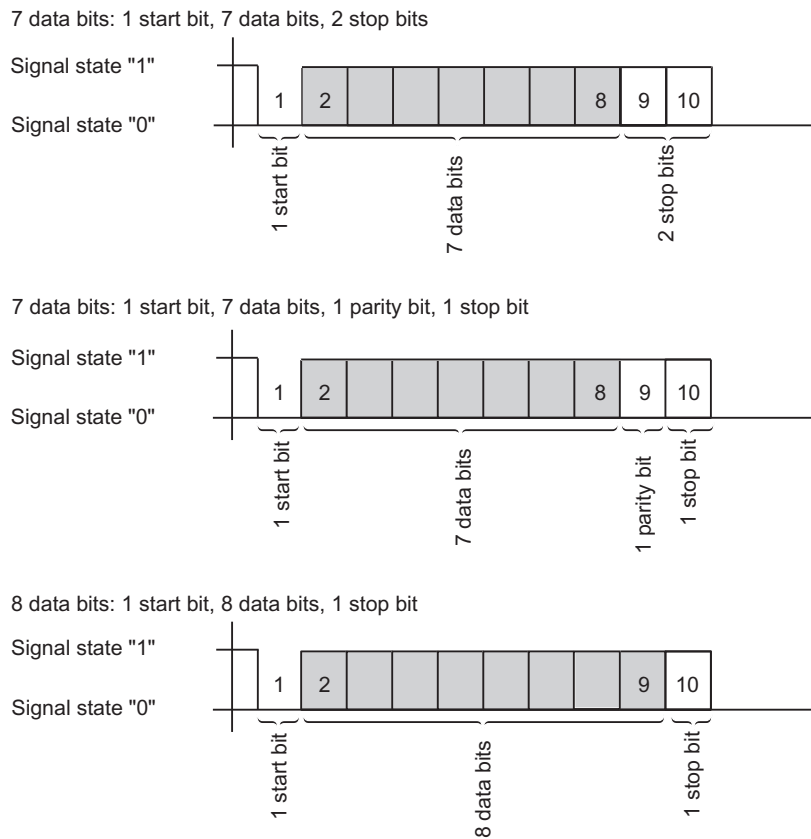 7 data bits: 1 start bit, 7 data bits, 2 stop bits
Signal state "1"
1 2 8 9 10
Signal state "0"
1 start bit
7 data bits
2 stop bits
7 data bits: 1 start bit, 7 data bits, 1 parity bit, 1 stop bit
Signal state "1"
1 2 8 9 10
Signal state "0"
1 start bit
7 data bits
1 parity bit
1 stop bit
8 data bits: 1 start bit, 8 data bits, 1 stop bit
Signal state "1"
1 2 9 10
Signal state "0"
1 start bit
8 data bits
1 stop bit